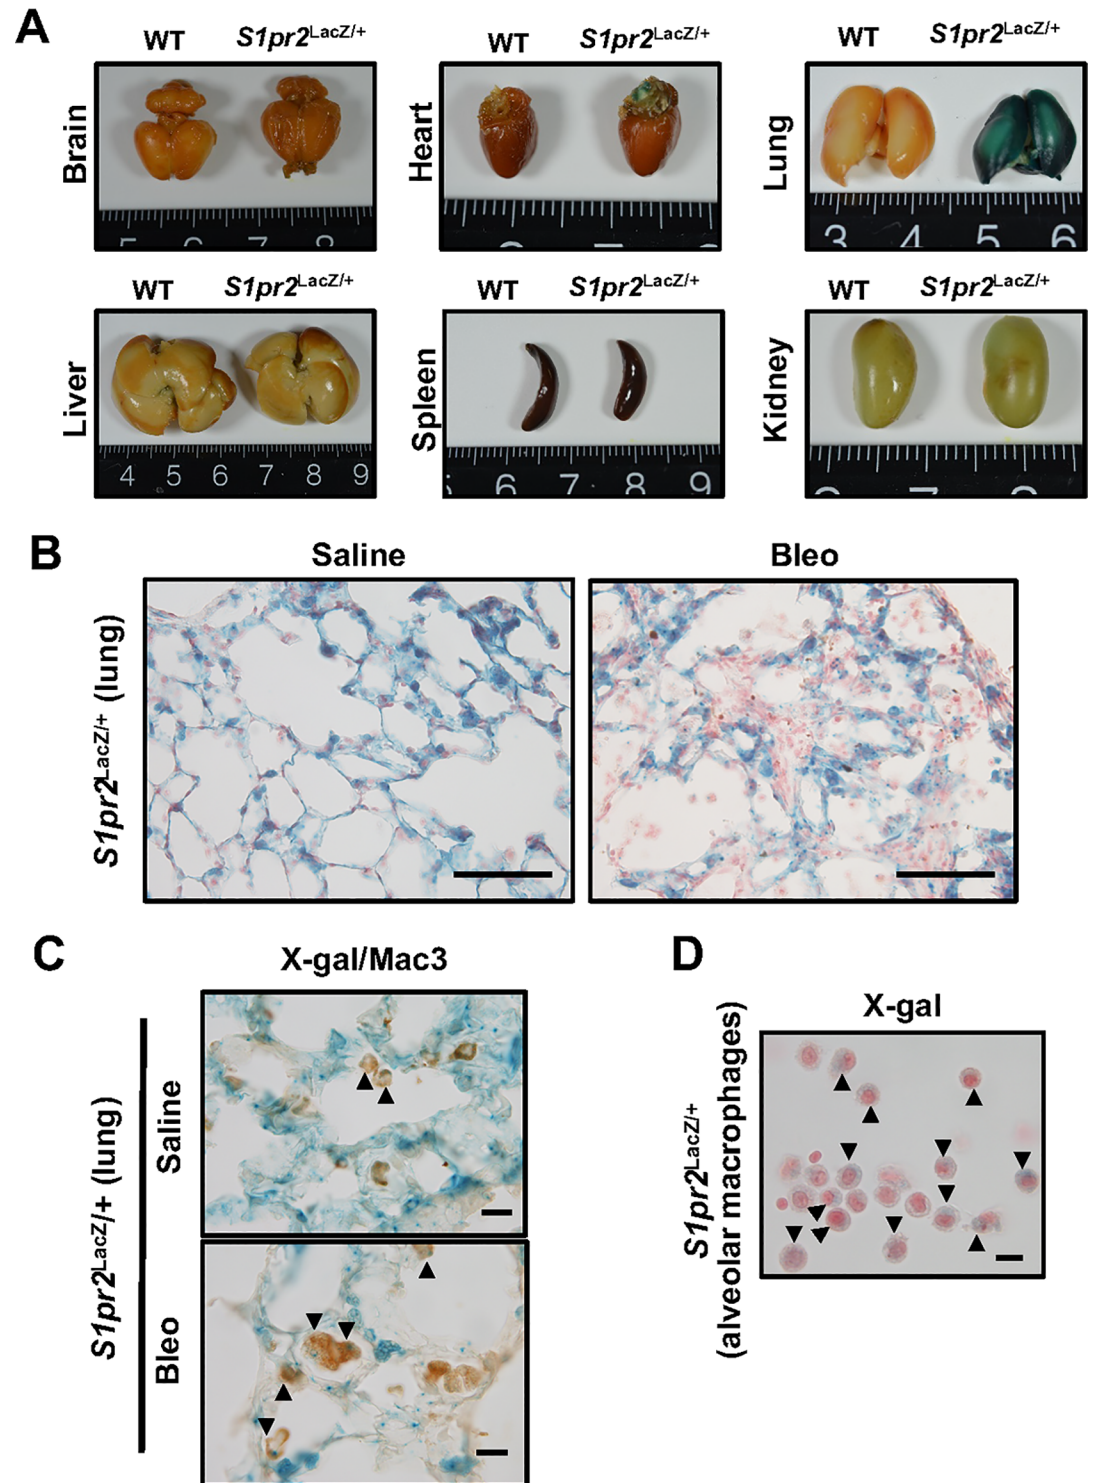 A
WT S1pr2LacZ/+
WT S1pr2LacZ/+
WT S1pr2LacZ/+
Brain
Heart
Lung
3 4 5 6
WT S1pr2LacZ/+
WT S1pr2LacZ/+
WT S1pr2LacZ/+
Liver
4 5 6 7 8 9
Spleen
6 7 8 9
Kidney
B
Saline
Bleo
S1pr2LacZ/+ (lung)
C
X-gal/Mac3
S1pr2LacZ/+ (lung)
Saline
Bleo
D
X-gal
S1pr2LacZ/+
(alveolar macrophages)